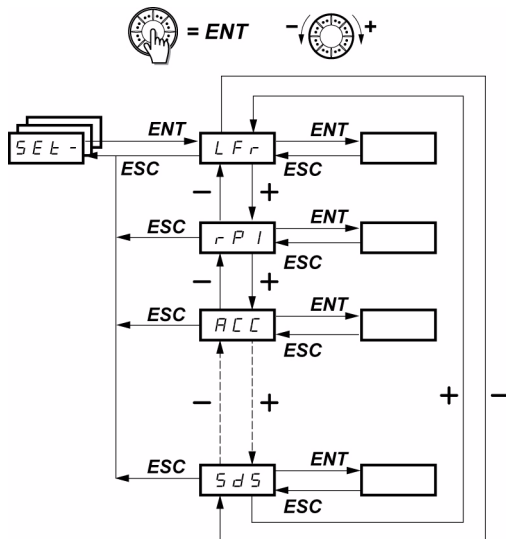 = ENT
− +
SEt - ENT LFr ENT
ESC ESC
− +
ESC rPI ENT
ESC
− +
ESC ACC ENT
ESC
− + + −
ESC SdS ENT
ESC